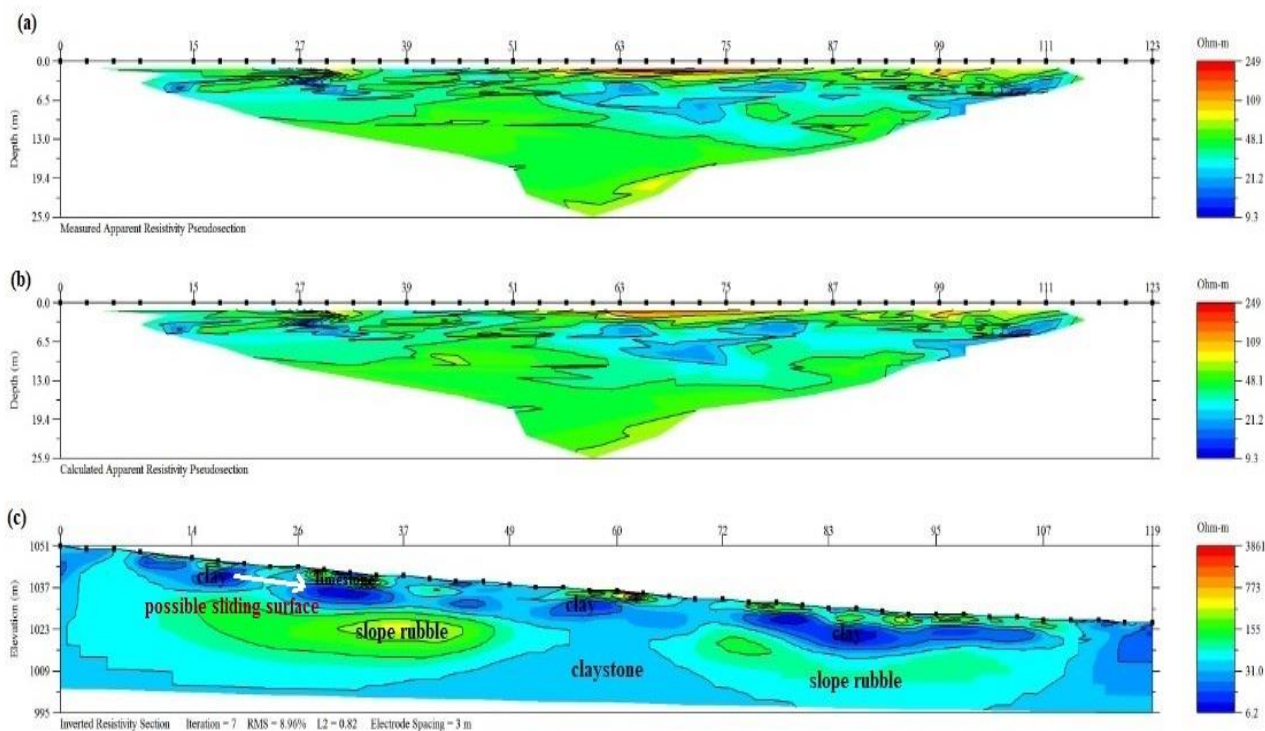 (a)
0 15 27 39 51 63 75 87 99 111 123
Ohm-m
0.0
6.5
13.0
19.4
25.9
Depth (m)
249
109
48.1
21.2
9.3
Measured Apparent Resistivity Pseudosection
(b)
0 15 27 39 51 63 75 87 99 111 123
Ohm-m
0.0
6.5
13.0
19.4
25.9
Depth (m)
249
109
48.1
21.2
9.3
Calculated Apparent Resistivity Pseudosection
(c)
0 14 26 37 49 60 72 83 95 107 119
Ohm-m
1051
1037
1023
1009
995
Elevation (m)
clay
limestone
possible sliding surface
clay
slope rubble
clay
claystone
slope rubble
3861
773
155
31.0
6.2
Inverted Resistivity Section Iteration = 7 RMS = 8.96% L2 = 0.82 Electrode Spacing = 3 m